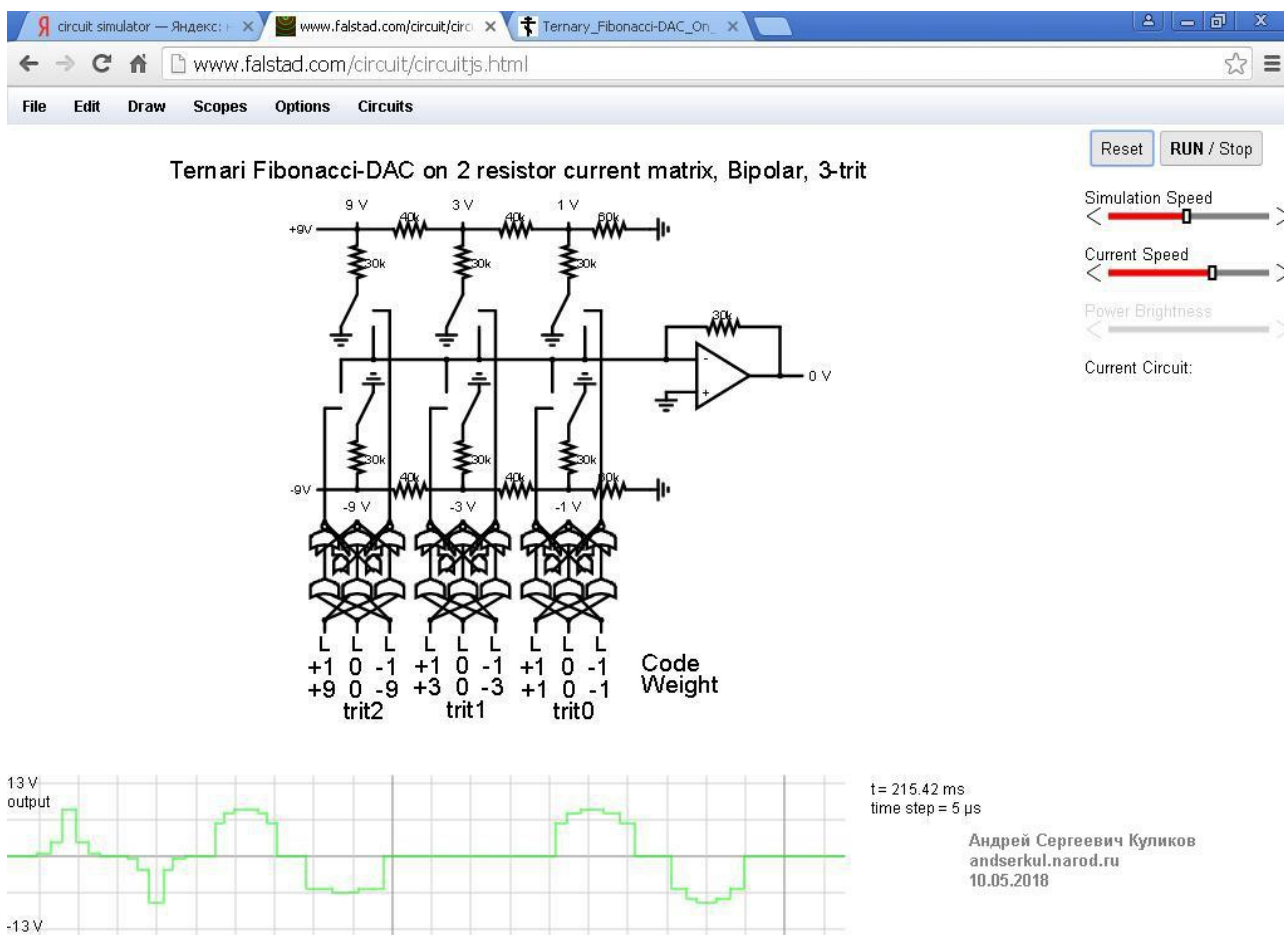 circuit simulator — Яндекс: н
www.falstad.com/circuit/circ
Ternary_Fibonacci-DAC_On_
www.falstad.com/circuit/circuitjs.html
File Edit Draw Scopes Options Circuits
Reset RUN / Stop
Simulation Speed
Current Speed
Power Brightness
Current Circuit:
Ternari Fibonacci-DAC on 2 resistor current matrix, Bipolar, 3-trit
9 V 3 V 1 V
+9V 40k 40k 60k
30k 30k 30k
30k
0 V
- +
30k 30k 30k
-9V 40k 40k 60k
-9 V -3 V -1 V
L L L L L L L L L
+1 0 -1 +1 0 -1 +1 0 -1 Code
+9 0 -9 +3 0 -3 +1 0 -1 Weight
trit2 trit1 trit0
13 V
output
-13 V
t = 215.42 ms
time step = 5 µs
Андрей Сергеевич Куликов
andserkul.narod.ru
10.05.2018